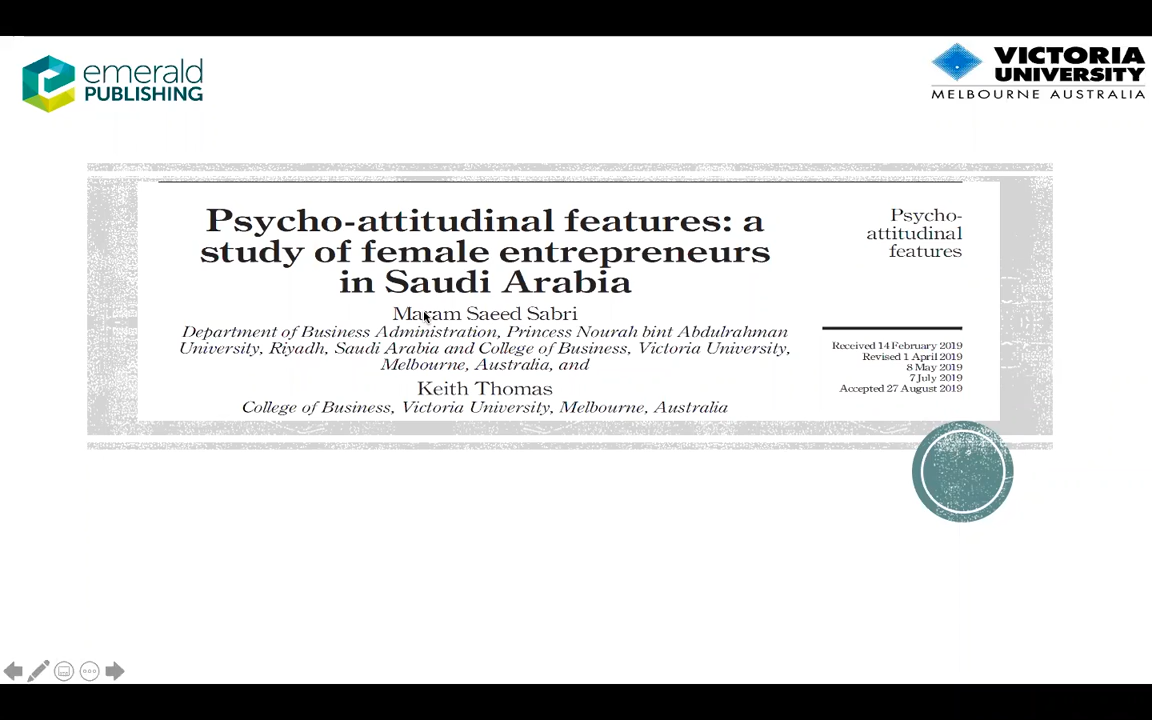 emerald
PUBLISHING
VICTORIA
UNIVERSITY
MELBOURNE AUSTRALIA
Psycho-attitudinal features: a
study of female entrepreneurs
in Saudi Arabia
Maram Saeed Sabri
Department of Business Administration, Princess Nourah bint Abdulrahman
University, Riyadh, Saudi Arabia and College of Business, Victoria University,
Melbourne, Australia, and
Keith Thomas
College of Business, Victoria University, Melbourne, Australia
Psycho-
attitudinal
features
Received 14 February 2019
Revised 1 April 2019
8 May 2019
7 July 2019
Accepted 27 August 2019